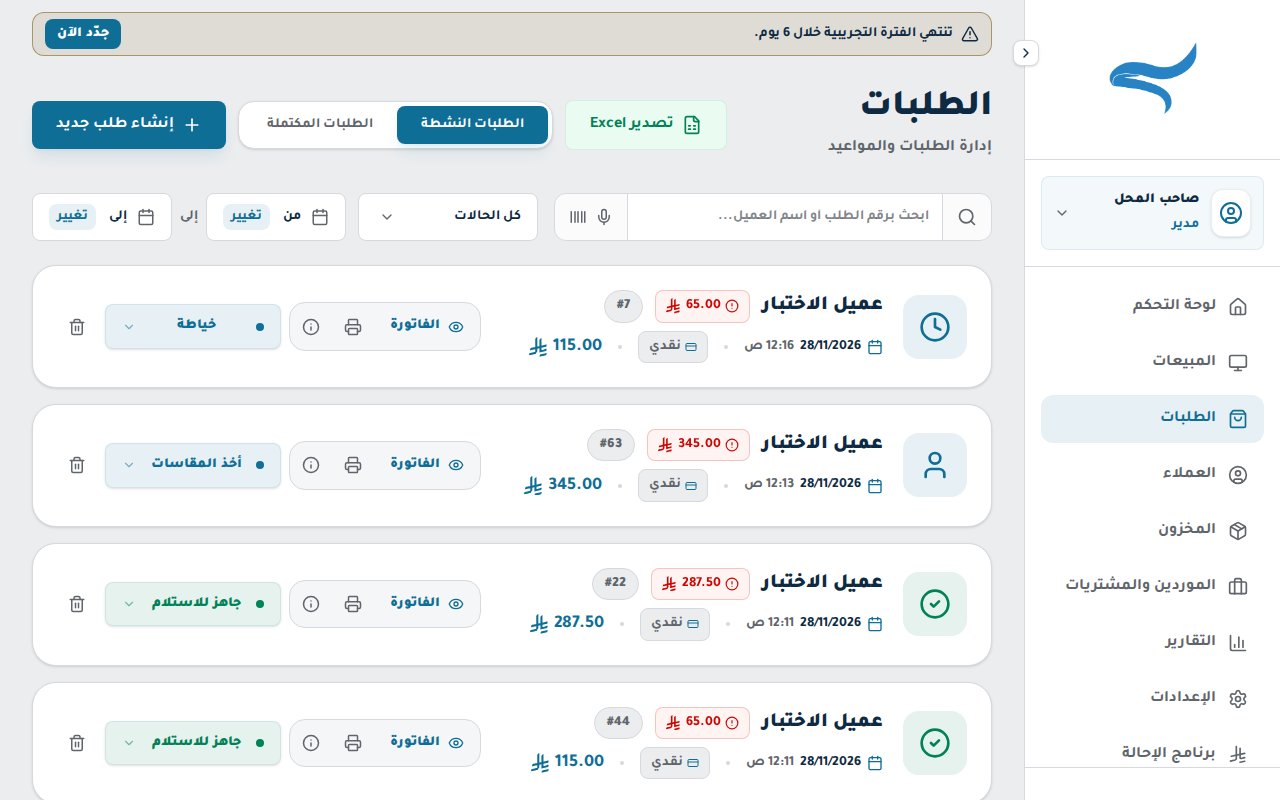 تنتهي الفترة التجريبية خلال 6 يوم.
جدّد الآن
صاحب المحل
مدير
لوحة التحكم
المبيعات
الطلبات
العملاء
المخزون
الموردين والمشتريات
التقارير
الإعدادات
برنامج الإحالة
الطلبات
إدارة الطلبات والمواعيد
تصدير Excel
الطلبات النشطة
الطلبات المكتملة
إنشاء طلب جديد
ابحث برقم الطلب او اسم العميل...
كل الحالات
من تغيير
إلى
إلى تغيير
عميل الاختبار 65.00 #7
28/11/2026 12:16 ص • نقدي • 115.00
الفاتورة
خياطة
عميل الاختبار 345.00 #63
28/11/2026 12:13 ص • نقدي • 345.00
الفاتورة
أخذ المقاسات
عميل الاختبار 287.50 #22
28/11/2026 12:11 ص • نقدي • 287.50
الفاتورة
جاهز للاستلام
عميل الاختبار 65.00 #44
28/11/2026 12:11 ص • نقدي • 115.00
الفاتورة
جاهز للاستلام